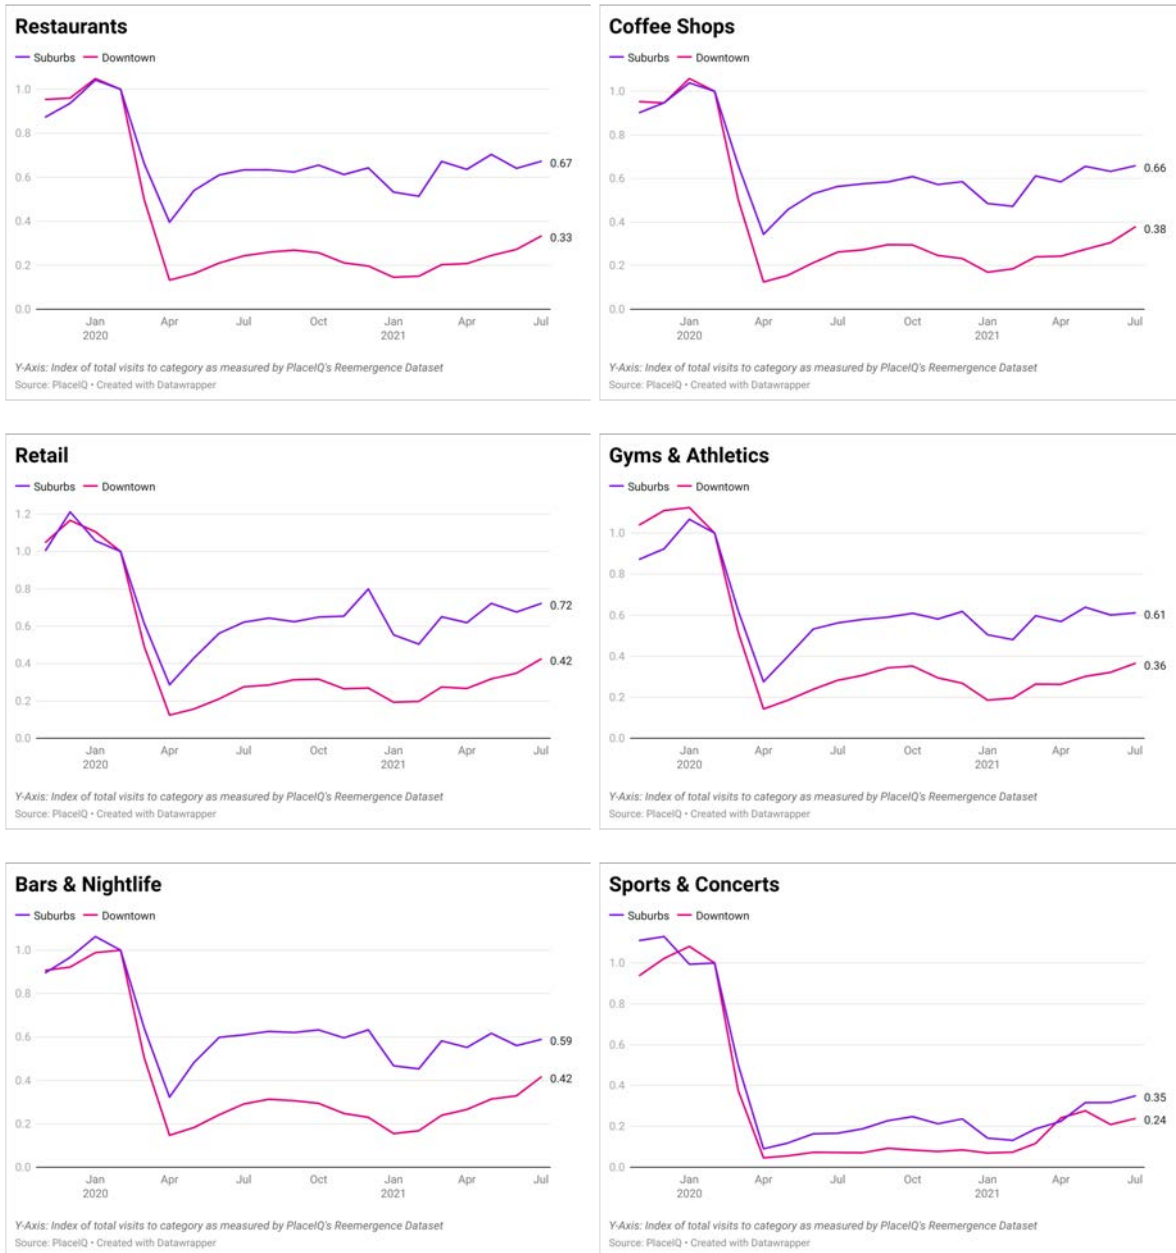 Restaurants
Suburbs Downtown
1.0
0.8
0.6
0.4
0.2
0.0
0.67
0.33
Jan Apr Jul Oct Jan Apr Jul
2020 2021
Y-Axis: Index of total visits to category as measured by PlaceIQ's Reemergence Dataset
Source: PlaceIQ • Created with Datawrapper
Coffee Shops
Suburbs Downtown
1.0
0.8
0.6
0.4
0.2
0.0
0.66
0.38
Jan Apr Jul Oct Jan Apr Jul
2020 2021
Y-Axis: Index of total visits to category as measured by PlaceIQ's Reemergence Dataset
Source: PlaceIQ • Created with Datawrapper
Retail
Suburbs Downtown
1.2
1.0
0.8
0.6
0.4
0.2
0.0
0.72
0.42
Jan Apr Jul Oct Jan Apr Jul
2020 2021
Y-Axis: Index of total visits to category as measured by PlaceIQ's Reemergence Dataset
Source: PlaceIQ • Created with Datawrapper
Gyms & Athletics
Suburbs Downtown
1.0
0.8
0.6
0.4
0.2
0.0
0.61
0.36
Jan Apr Jul Oct Jan Apr Jul
2020 2021
Y-Axis: Index of total visits to category as measured by PlaceIQ's Reemergence Dataset
Source: PlaceIQ • Created with Datawrapper
Bars & Nightlife
Suburbs Downtown
1.0
0.8
0.6
0.4
0.2
0.0
0.59
0.42
Jan Apr Jul Oct Jan Apr Jul
2020 2021
Y-Axis: Index of total visits to category as measured by PlaceIQ's Reemergence Dataset
Source: PlaceIQ • Created with Datawrapper
Sports & Concerts
Suburbs Downtown
1.0
0.8
0.6
0.4
0.2
0.0
0.35
0.24
Jan Apr Jul Oct Jan Apr Jul
2020 2021
Y-Axis: Index of total visits to category as measured by PlaceIQ's Reemergence Dataset
Source: PlaceIQ • Created with Datawrapper